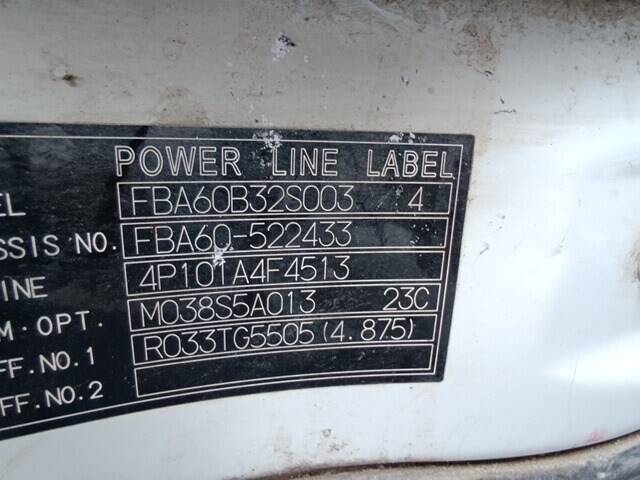 POWER LINE LABEL
EL FBA60B32S003 4
SSIS NO. FBA60-522433
INE 4P101A4F4513
M.OPT. M038S5A013 23C
FF.NO.1 R033TG5505(4.875)
FF.NO.2